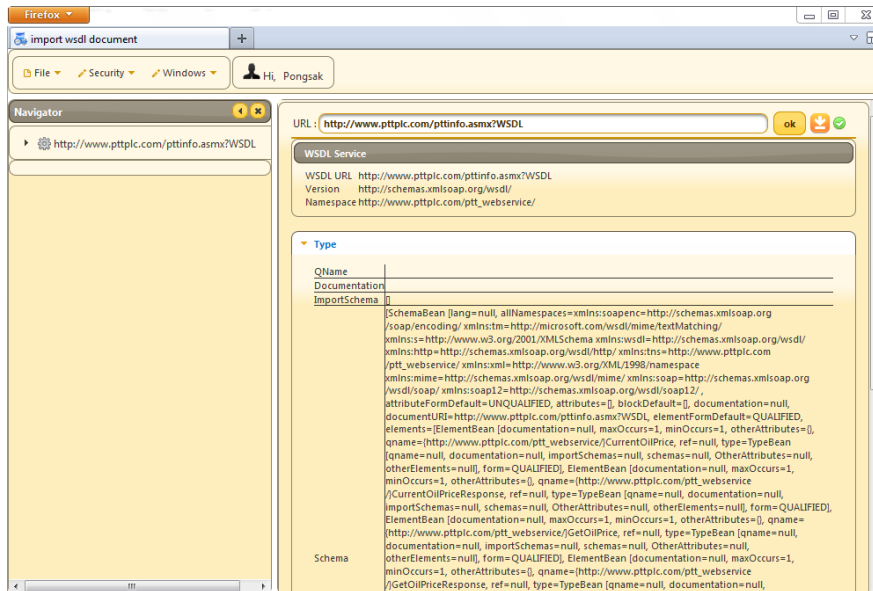 Firefox
import wsdl document
File
Security
Windows
Hi, Pongsak
Navigator
http://www.pttplc.com/pttinfo.asmx?WSDL
URL : http://www.pttplc.com/pttinfo.asmx?WSDL
ok
WSDL Service
WSDL URL http://www.pttplc.com/pttinfo.asmx?WSDL
Version http://schemas.xmlsoap.org/wsdl/
Namespace http://www.pttplc.com/ptt_webservice/
Type
QName
Documentation
ImportSchema []
[SchemaBean [lang=null, allNamespaces=xmlns:soapenc=http://schemas.xmlsoap.org
/soap/encoding/ xmlns:tm=http://microsoft.com/wsdl/mime/textMatching/
xmlns:s=http://www.w3.org/2001/XMLSchema xmlns:wsdl=http://schemas.xmlsoap.org/wsdl/
xmlns:http=http://schemas.xmlsoap.org/wsdl/http/ xmlns:tns=http://www.pttplc.com
/ptt_webservice/ xmlns:xml=http://www.w3.org/XML/1998/namespace
xmlns:mime=http://schemas.xmlsoap.org/wsdl/mime/ xmlns:soap=http://schemas.xmlsoap.org
/wsdl/soap/ xmlns:soap12=http://schemas.xmlsoap.org/wsdl/soap12/ ,
attributeFormDefault=UNQUALIFIED, attributes=[], blockDefault=[], documentation=null,
documentURI=http://www.pttplc.com/pttinfo.asmx?WSDL, elementFormDefault=QUALIFIED,
elements=[ElementBean [documentation=null, maxOccurs=1, minOccurs=1, otherAttributes={},
qname={http://www.pttplc.com/ptt_webservice/}CurrentOilPrice, ref=null, type=TypeBean
[qname=null, documentation=null, importSchemas=null, schemas=null, OtherAttributes=null,
otherElements=null], form=QUALIFIED], ElementBean [documentation=null, maxOccurs=1,
minOccurs=1, otherAttributes={}, qname={http://www.pttplc.com/ptt_webservice
/}CurrentOilPriceResponse, ref=null, type=TypeBean [qname=null, documentation=null,
importSchemas=null, schemas=null, OtherAttributes=null, otherElements=null], form=QUALIFIED],
ElementBean [documentation=null, maxOccurs=1, minOccurs=1, otherAttributes={}, qname=
{http://www.pttplc.com/ptt_webservice/}GetOilPrice, ref=null, type=TypeBean [qname=null,
documentation=null, importSchemas=null, schemas=null, OtherAttributes=null,
Schema otherElements=null], form=QUALIFIED], ElementBean [documentation=null, maxOccurs=1,
minOccurs=1, otherAttributes={}, qname={http://www.pttplc.com/ptt_webservice
/}GetOilPriceResponse, ref=null, type=TypeBean [qname=null, documentation=null,